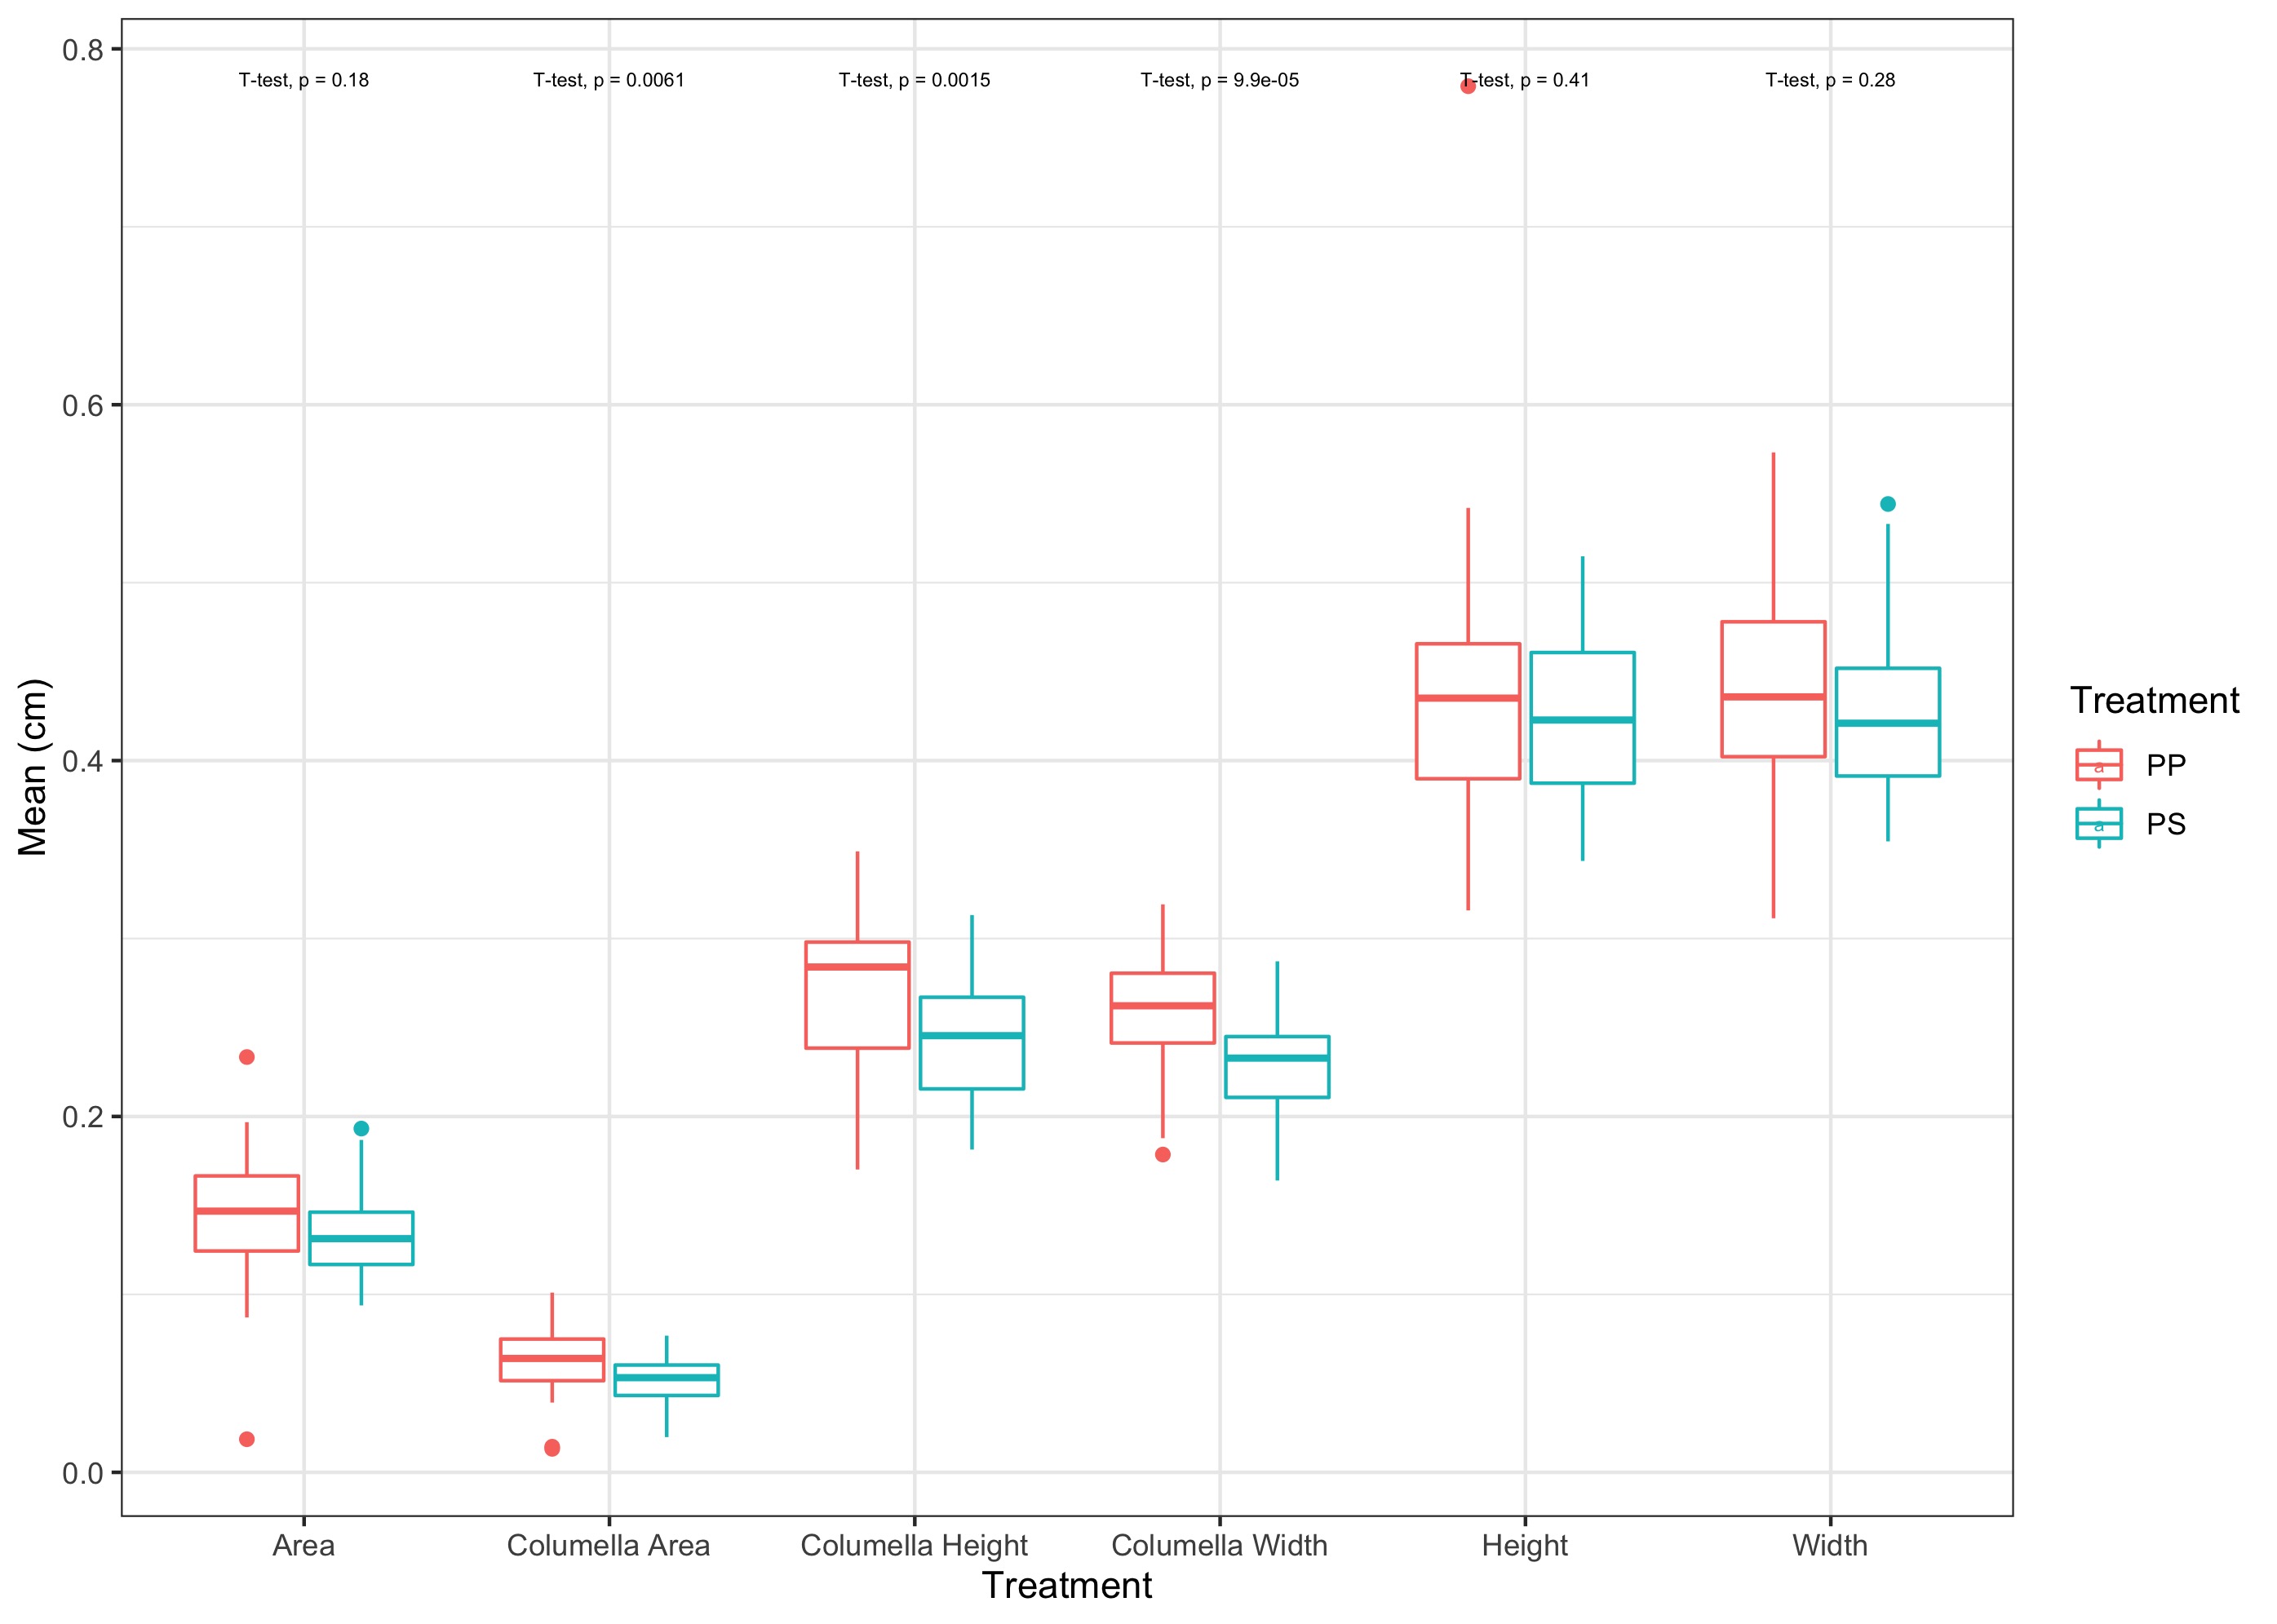 T-test, p = 0.18
T-test, p = 0.0061
T-test, p = 0.0015
T-test, p = 9.9e-05
T-test, p = 0.41
T-test, p = 0.28
0.8
0.6
0.4
0.2
0.0
Mean (cm)
Area
Columella Area
Columella Height
Columella Width
Height
Width
Treatment
Treatment
a PP
a PS